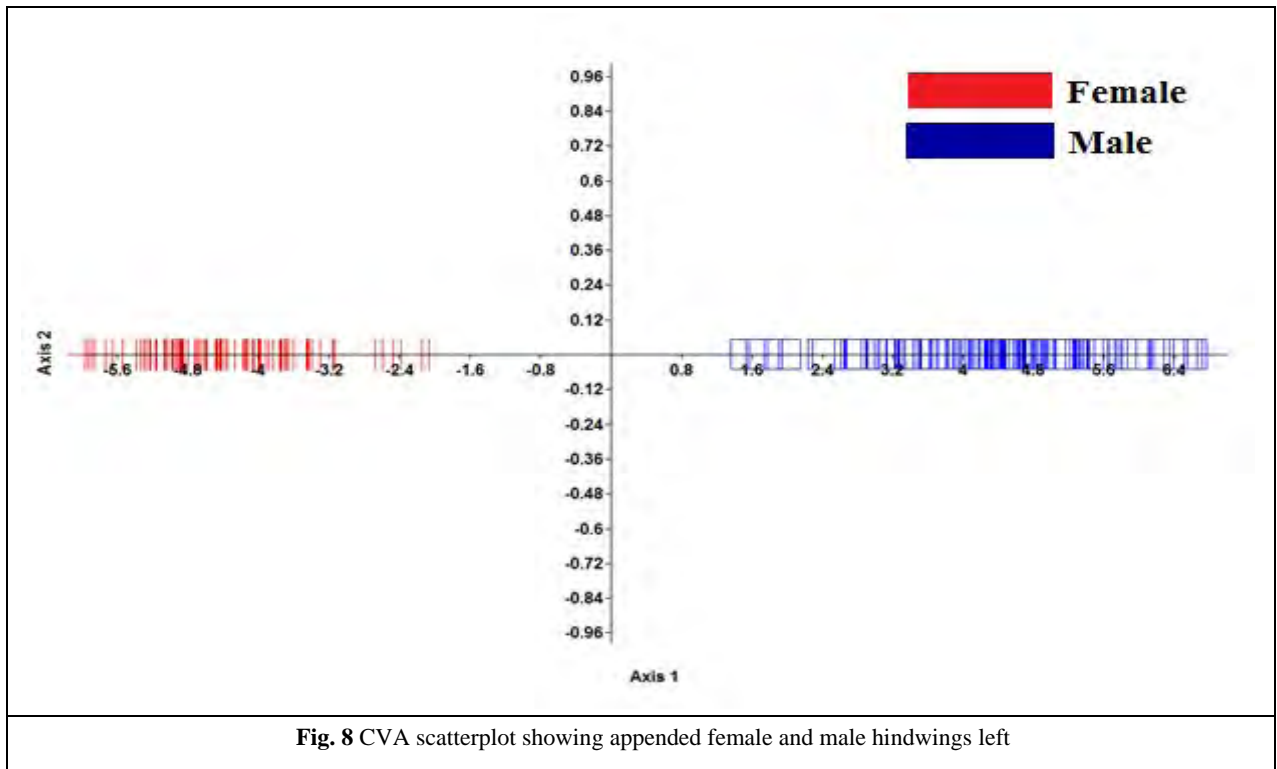 0.96
Female
0.84
Male
0.72
0.6
0.48
0.36
0.24
0.12
Axis 2
-5.6 -4.8 -4 -3.2 -2.4 -1.6 -0.8 0.8 1.6 2.4 3.2 4 4.8 5.6 6.4
-0.12
-0.24
-0.36
-0.48
-0.6
-0.72
-0.84
-0.96
Axis 1
Fig. 8 CVA scatterplot showing appended female and male hindwings left